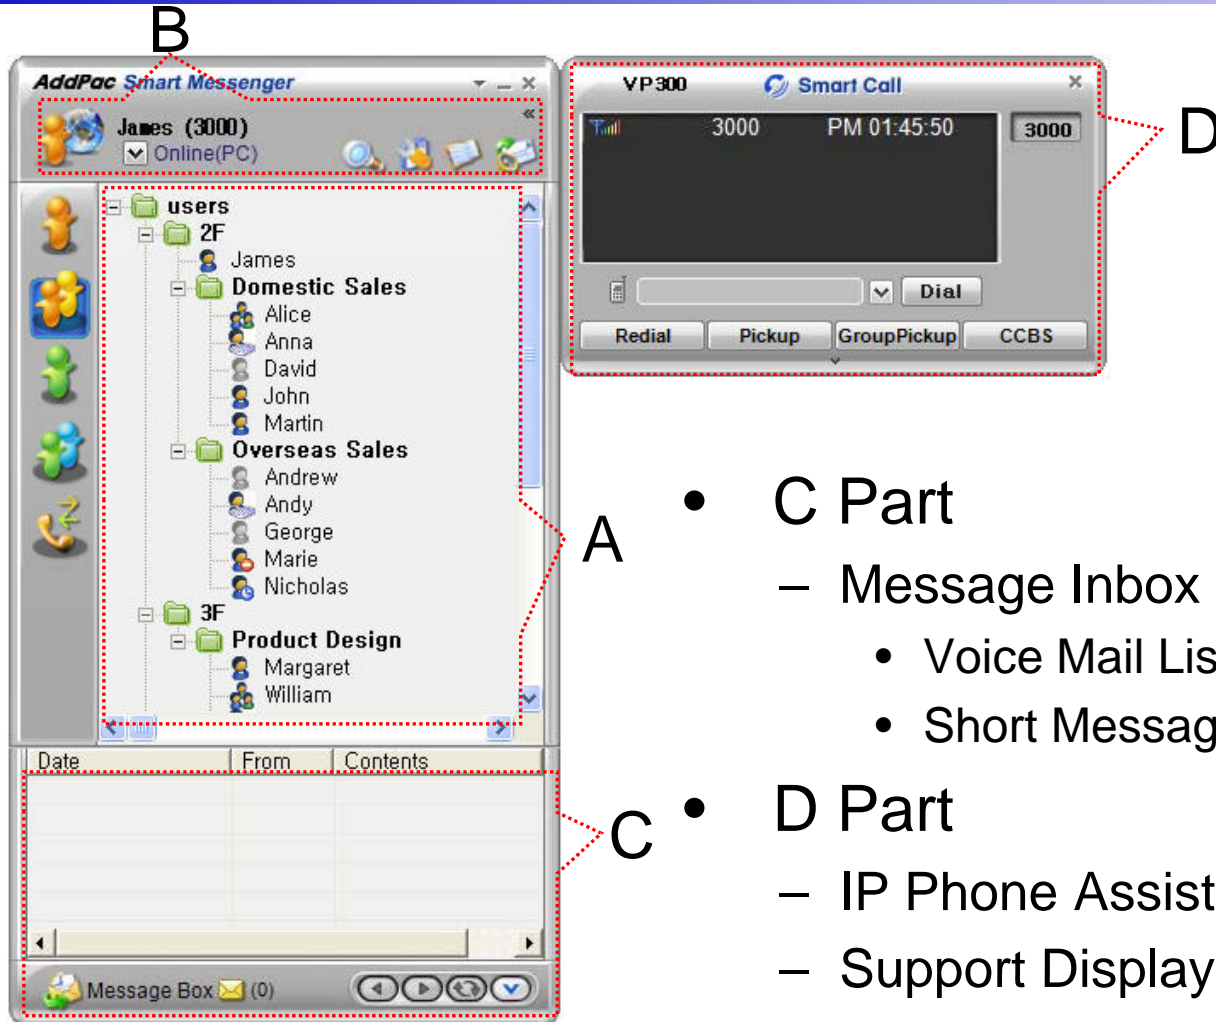 B
AddPac Smart Messenger
James (3000)
Online(PC)
users
2F
James
Domestic Sales
Alice
Anna
David
John
Martin
Overseas Sales
Andrew
Andy
George
Marie
Nicholas
3F
Product Design
Margaret
William
A
Date From Contents
C
Message Box (0)
VP300 Smart Call
3000 PM 01:45:50 3000
Dial
Redial Pickup GroupPickup CCBS
D
• C Part
– Message Inbox
• Voice Mail Lis
• Short Messag
• D Part
– IP Phone Assist
– Support Display